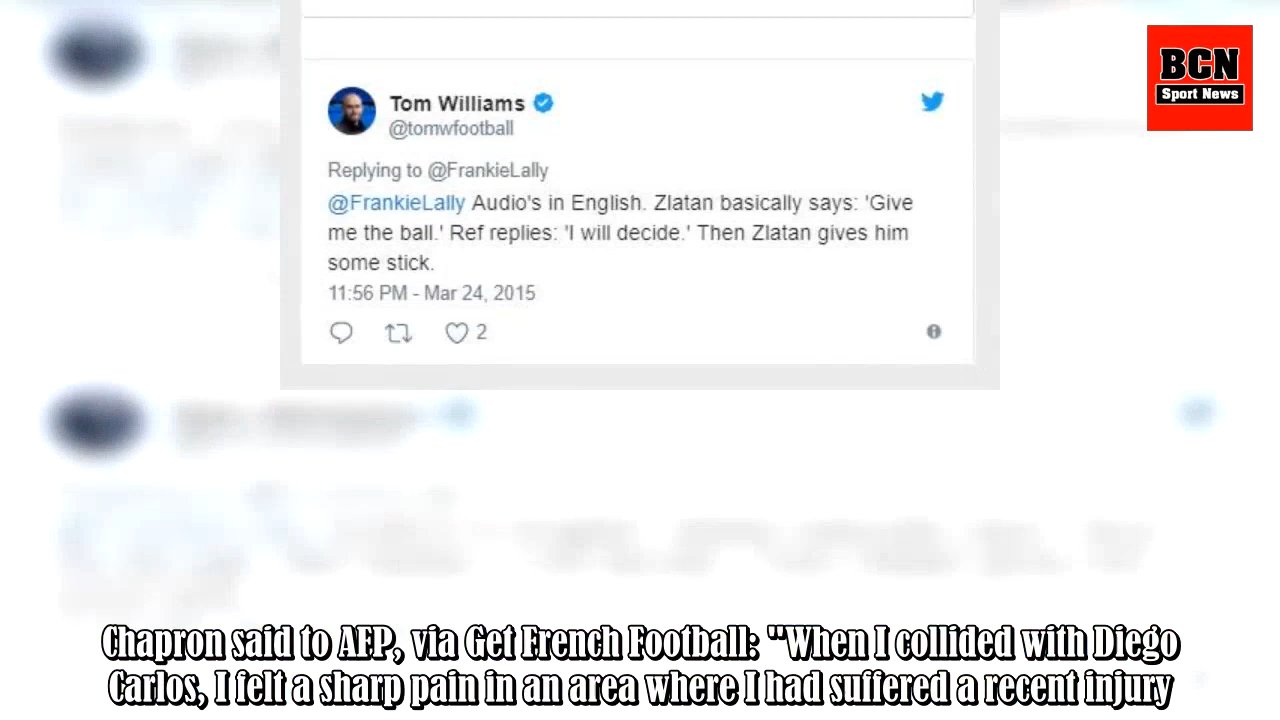 BCN
Sport News
Tom Williams
@tomwfootball
Replying to @FrankieLally
@FrankieLally Audio's in English. Zlatan basically says: 'Give
me the ball.' Ref replies: 'I will decide.' Then Zlatan gives him
some stick.
11:56 PM - Mar 24, 2015
2
Chapron said to AFP, via Get French Football: "When I collided with Diego
Carlos, I felt a sharp pain in an area where I had suffered a recent injury